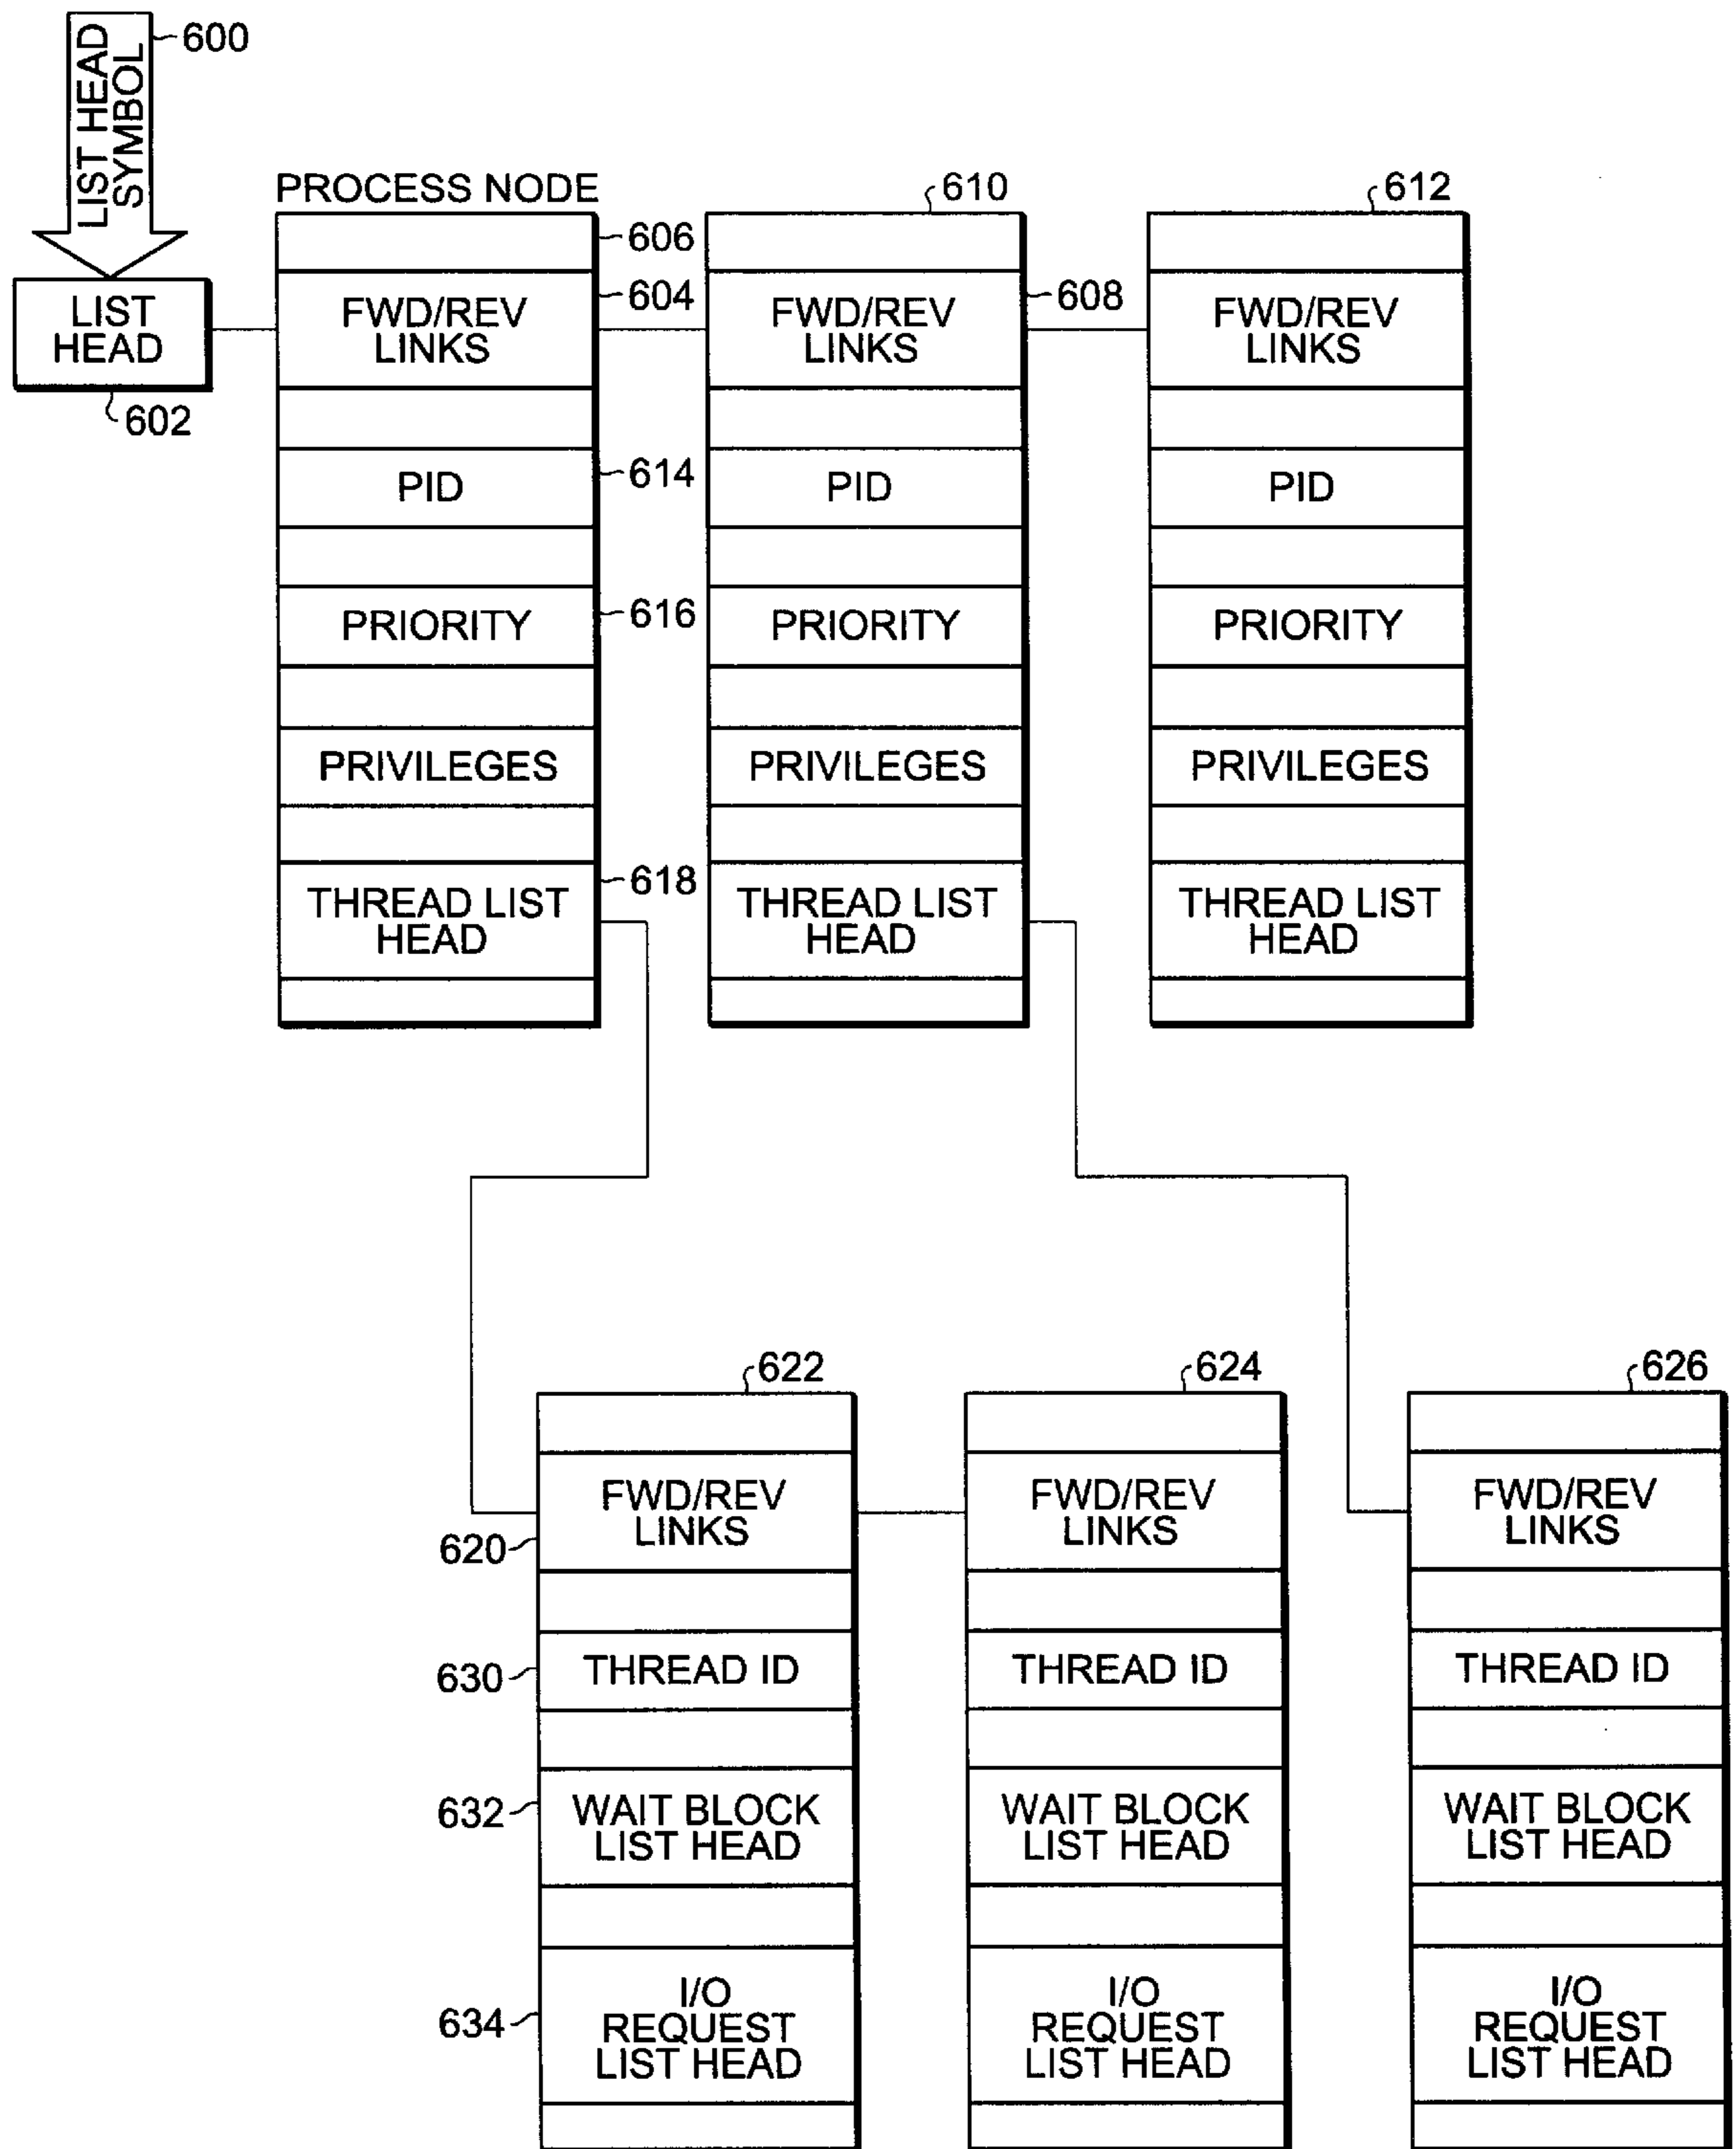 600
LIST HEAD
SYMBOL
LIST
HEAD
602
PROCESS NODE
606
604
FWD/REV
LINKS
PID
614
PRIORITY
616
PRIVILEGES
THREAD LIST
HEAD
618
610
FWD/REV
LINKS
608
PID
PRIORITY
PRIVILEGES
THREAD LIST
HEAD
612
FWD/REV
LINKS
PID
PRIORITY
PRIVILEGES
THREAD LIST
HEAD
622
FWD/REV
LINKS
620
THREAD ID
630
WAIT BLOCK
LIST HEAD
632
I/O
REQUEST
LIST HEAD
634
624
FWD/REV
LINKS
THREAD ID
WAIT BLOCK
LIST HEAD
I/O
REQUEST
LIST HEAD
626
FWD/REV
LINKS
THREAD ID
WAIT BLOCK
LIST HEAD
I/O
REQUEST
LIST HEAD